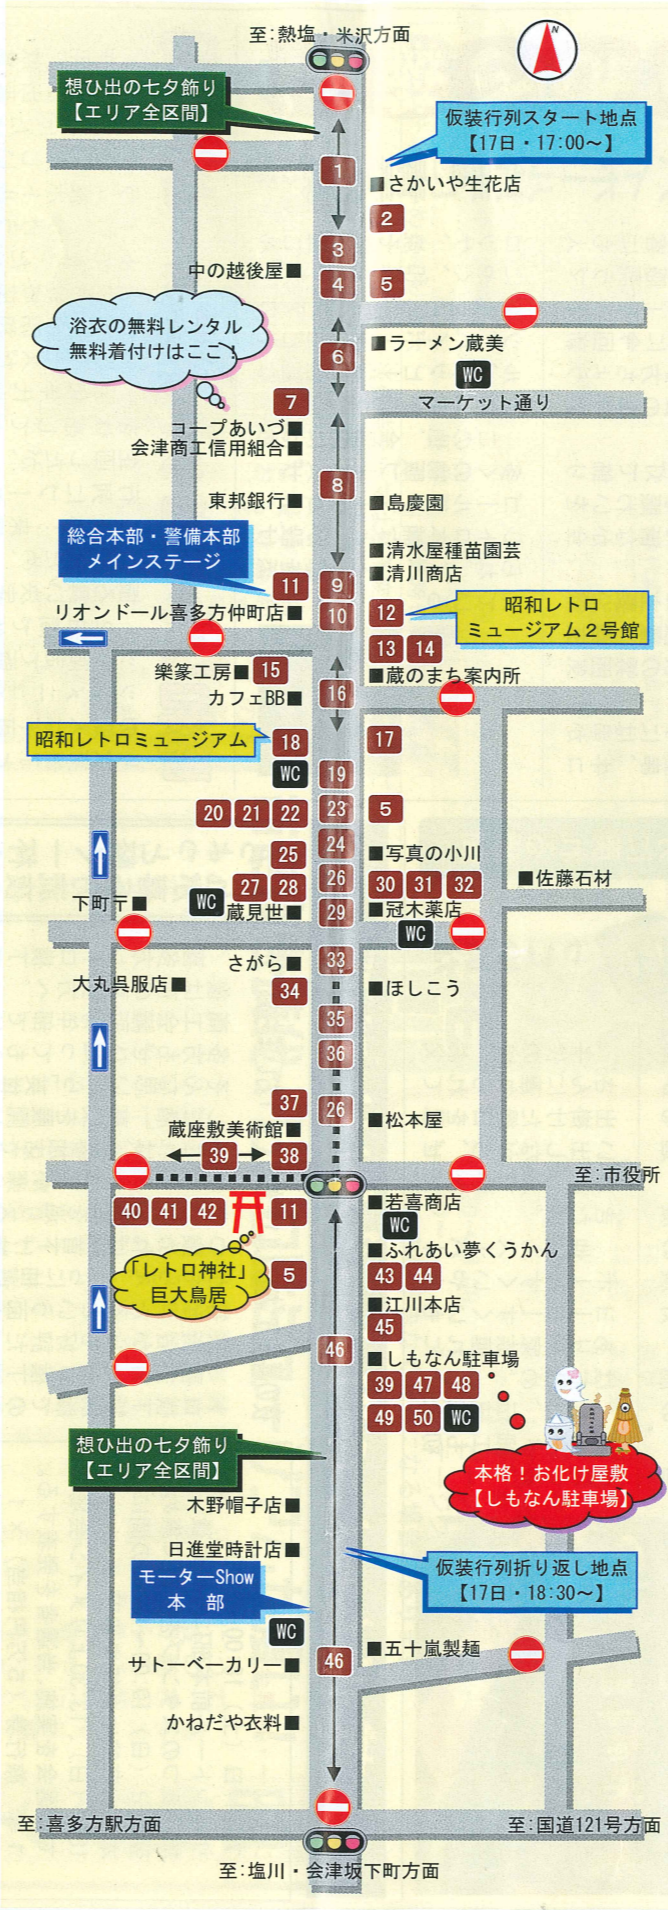 至:熱塩・米沢方面
N
想ひ出の七夕飾り
【エリア全区間】
仮装行列スタート地点
【17日・17:00～】
1
■さかいや生花店
2
3
中の越後屋■
4
5
浴衣の無料レンタル
無料着付けはここ!
6
■ラーメン蔵美
WC
7
マーケット通り
コープあいづ■
会津商工信用組合■
8
東邦銀行■
■島慶園
総合本部・警備本部
メインステージ
■清水屋種苗園芸
■清川商店
11
9
リオンドール喜多方仲町店■
10
12
昭和レトロ
ミュージアム２号館
13
14
樂篆工房■
15
■蔵のまち案内所
カフェBB■
16
昭和レトロミュージアム
18
17
WC
19
20
21
22
23
5
24
25
■写真の小川
26
27
28
30
31
32
■佐藤石材
下町〒■
WC
蔵見世■
29
■冠木薬店
WC
さがら■
33
大丸呉服店■
34
■ほしこう
35
36
37
26
■松本屋
蔵座敷美術館■
39
38
至:市役所
40
41
42
11
■若喜商店
WC
■ふれあい夢くうかん
「レトロ神社」
巨大鳥居
5
43
44
■江川本店
45
46
■しもなん駐車場
39
47
48
49
50
WC
想ひ出の七夕飾り
【エリア全区間】
本格！お化け屋敷
【しもなん駐車場】
木野帽子店■
日進堂時計店■
モーターShow
本 部
仮装行列折り返し地点
【17日・18:30～】
WC
■五十嵐製麺
サトーベーカリー■
46
かねだや衣料■
至:喜多方駅方面
至:国道121号方面
至:塩川・会津坂下町方面